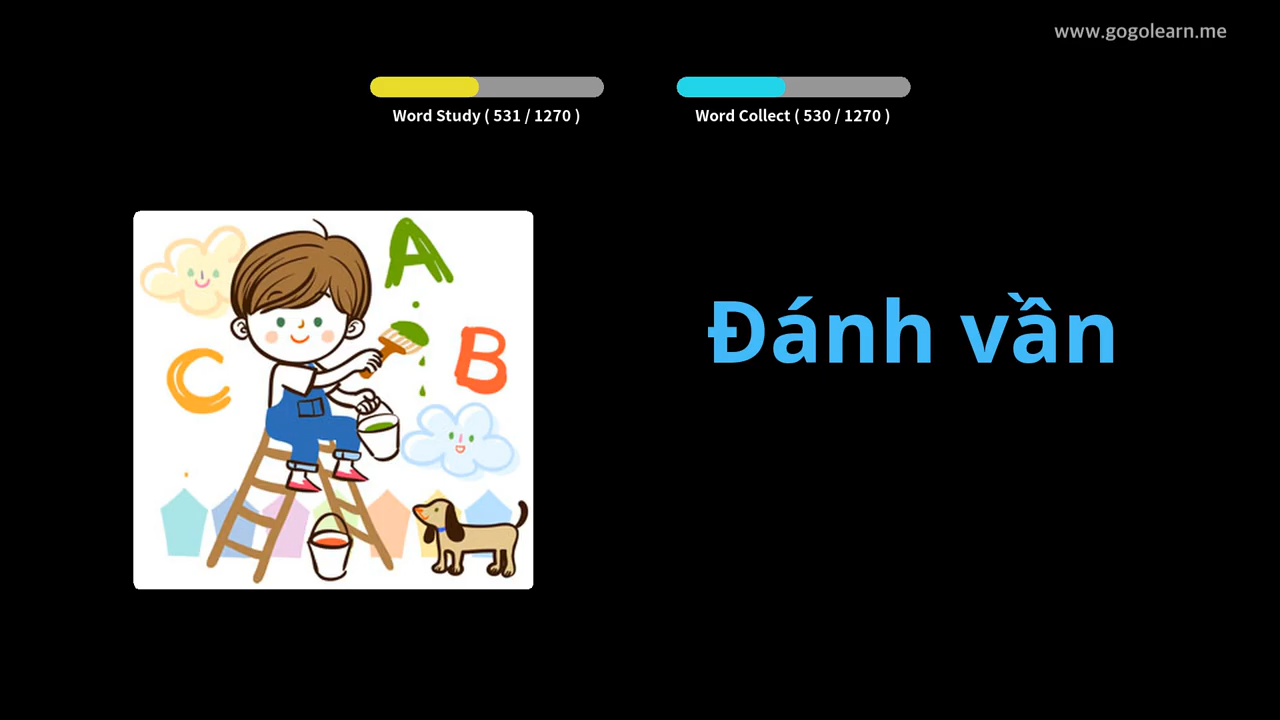 www.gogolearn.me
Word Study ( 531 / 1270 )
Word Collect ( 530 / 1270 )
A
B
C
Đánh vần